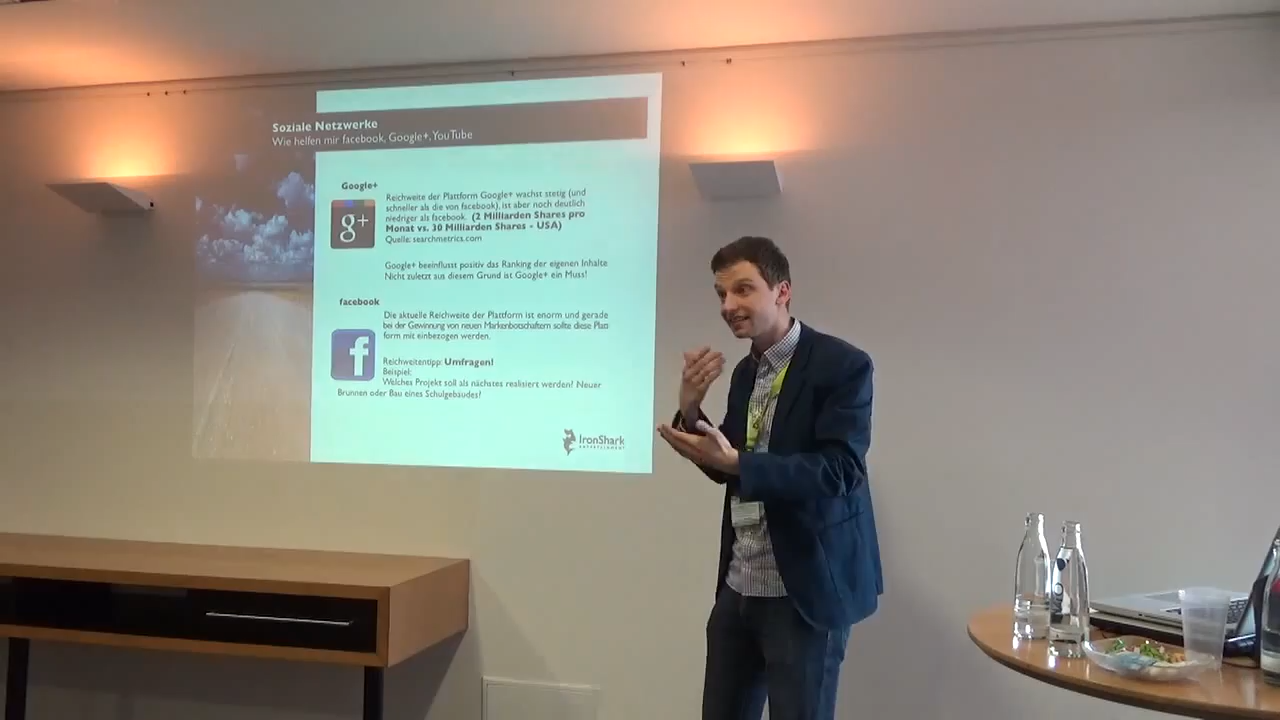 Soziale Netzwerke
Wie helfen mir facebook, Google+, YouTube
Google+
g+
Reichweite der Plattform Google+ wächst stetig (und
schneller als die von facebook), ist aber noch deutlich
niedriger als facebook. (2 Milliarden Shares pro
Monat vs. 30 Milliarden Shares - USA)
Quelle: searchmetrics.com
Google+ beeinflusst positiv das Ranking der eigenen Inhalte
Nicht zuletzt aus diesem Grund ist Google+ ein Muss!
facebook
f
Die aktuelle Reichweite der Plattform ist enorm und gerade
bei der Gewinnung von neuen Markenbotschaftern sollte diese Platt
form mit einbezogen werden.
Reichweitentipp: Umfragen!
Beispiel:
Welches Projekt soll als nächstes realisiert werden? Neuer
Brunnen oder Bau eines Schulgebäudes?
IronShark
ENTERTAINMENT